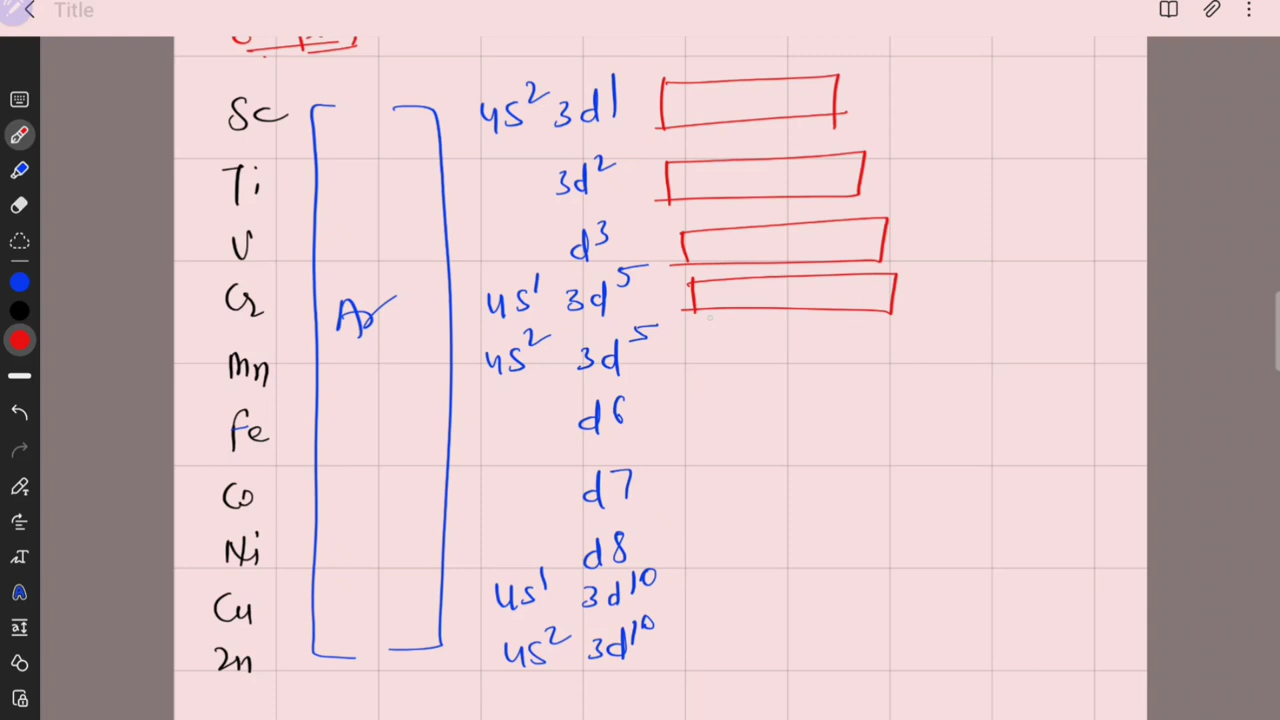 Title
Sc [Ar] 4s² 3d1
Ti 3d²
V d³
Cr 4s¹ 3d⁵
Mn 4s² 3d⁵
Fe d6
Co d7
Ni d8
Cu 4s¹ 3d¹⁰
Zn 4s² 3d¹⁰